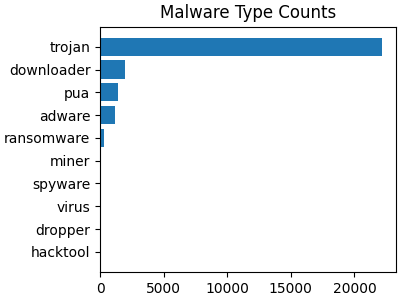 Malware Type Counts
trojan
downloader
pua
adware
ransomware
miner
spyware
virus
dropper
hacktool
0 5000 10000 15000 20000